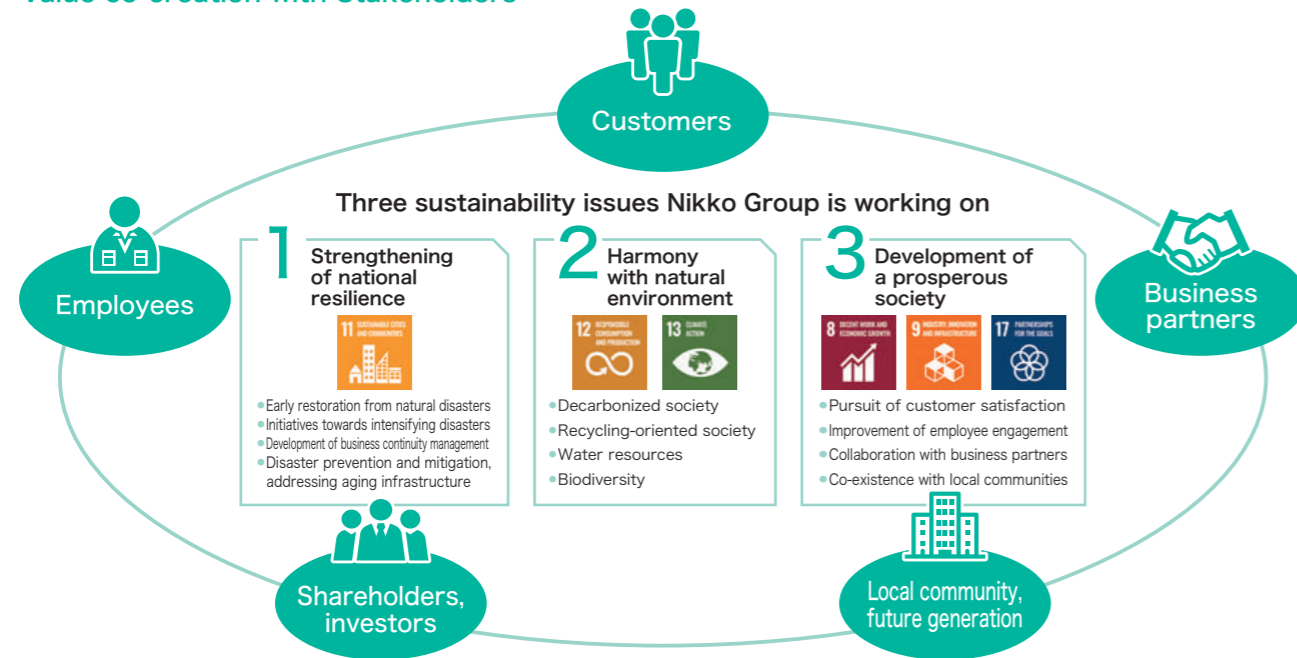 Value co-creation with Stakeholders
Customers
Employees
Business
partners
Three sustainability issues Nikko Group is working on
1
Strengthening
of national
resilience
11 SUSTAINABLE CITIES
AND COMMUNITIES
•Early restoration from natural disasters
•Initiatives towards intensifying disasters
•Development of business continuity management
•Disaster prevention and mitigation,
addressing aging infrastructure
2
Harmony
with natural
environment
12 RESPONSIBLE
CONSUMPTION
AND PRODUCTION
13 CLIMATE
ACTION
•Decarbonized society
•Recycling-oriented society
•Water resources
•Biodiversity
3
Development of
a prosperous
society
8 DECENT WORK AND
ECONOMIC GROWTH
9 INDUSTRY, INNOVATION
AND INFRASTRUCTURE
17 PARTNERSHIPS
FOR THE GOALS
•Pursuit of customer satisfaction
•Improvement of employee engagement
•Collaboration with business partners
•Co-existence with local communities
Shareholders,
investors
Local community,
future generation